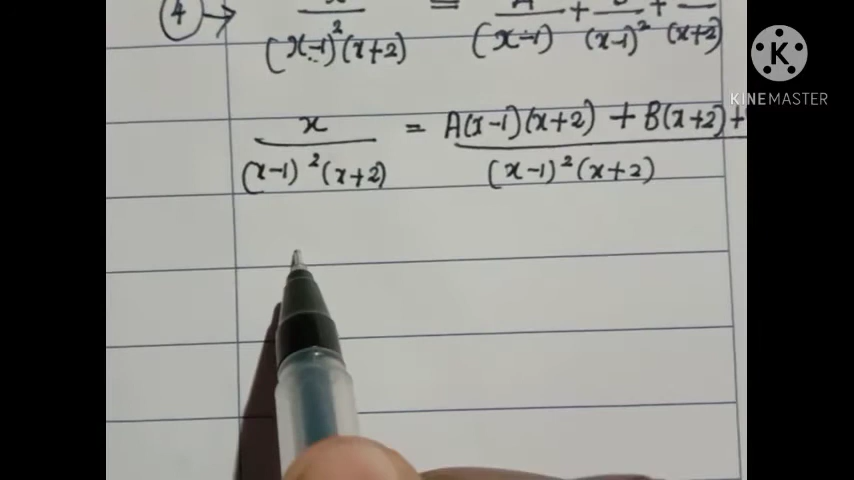 ④→ x/((x-1)²(x+2)) = A/(x-1) + B/(x-1)² + /(x+2)
x/((x-1)²(x+2)) = (A(x-1)(x+2) + B(x+2) +)/((x-1)²(x+2))
K
KINEMASTER